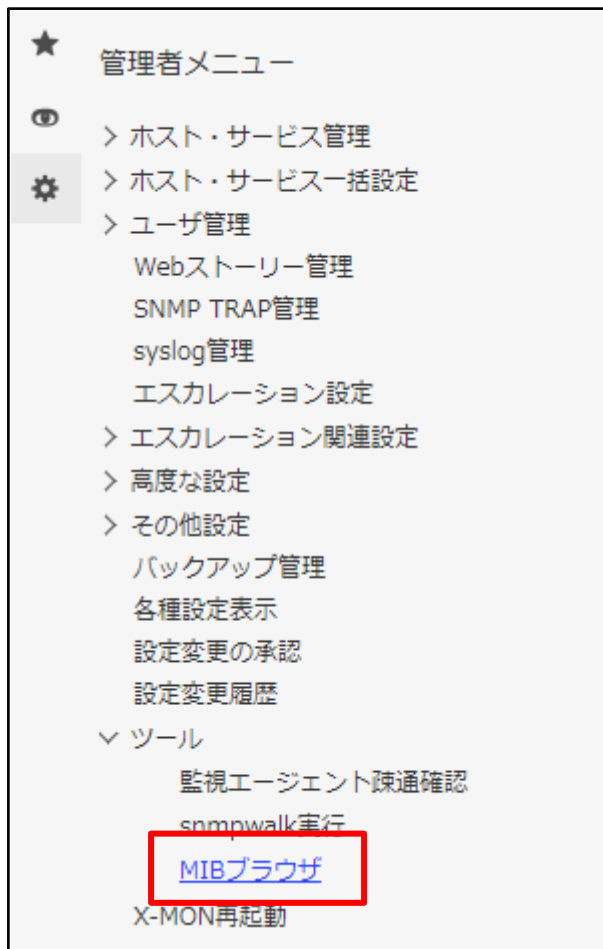 管理者メニュー
ホスト・サービス管理
ホスト・サービス一括設定
ユーザ管理
Webストーリー管理
SNMP TRAP管理
syslog管理
エスカレーション設定
エスカレーション関連設定
高度な設定
その他設定
バックアップ管理
各種設定表示
設定変更の承認
設定変更履歴
ツール
監視エージェント疎通確認
snmpwalk実行
MIBブラウザ
X-MON再起動